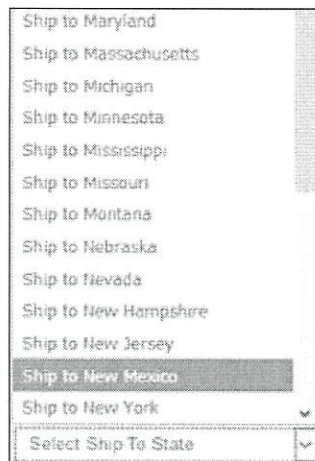 Ship to Maryland
Ship to Massachusetts
Ship to Michigan
Ship to Minnesota
Ship to Mississippi
Ship to Missouri
Ship to Montana
Ship to Nebraska
Ship to Nevada
Ship to New Hampshire
Ship to New Jersey
Ship to New Mexico
Ship to New York
Select Ship To State